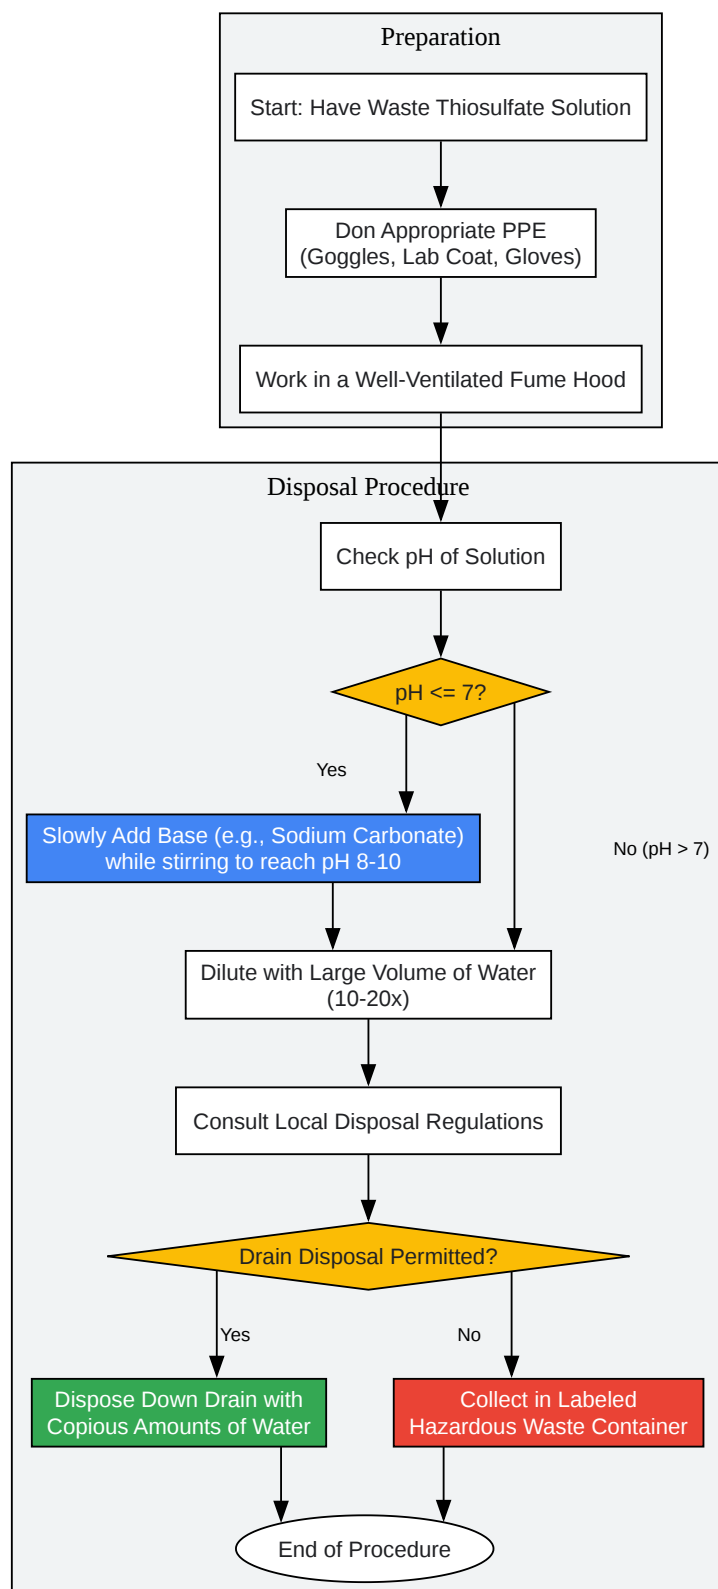 Preparation
Start: Have Waste Thiosulfate Solution
Don Appropriate PPE
(Goggles, Lab Coat, Gloves)
Work in a Well-Ventilated Fume Hood
Disposal Procedure
Check pH of Solution
pH <= 7?
Yes
Slowly Add Base (e.g., Sodium Carbonate)
while stirring to reach pH 8-10
No (pH > 7)
Dilute with Large Volume of Water
(10-20x)
Consult Local Disposal Regulations
Drain Disposal Permitted?
Yes
No
Dispose Down Drain with
Copious Amounts of Water
Collect in Labeled
Hazardous Waste Container
End of Procedure